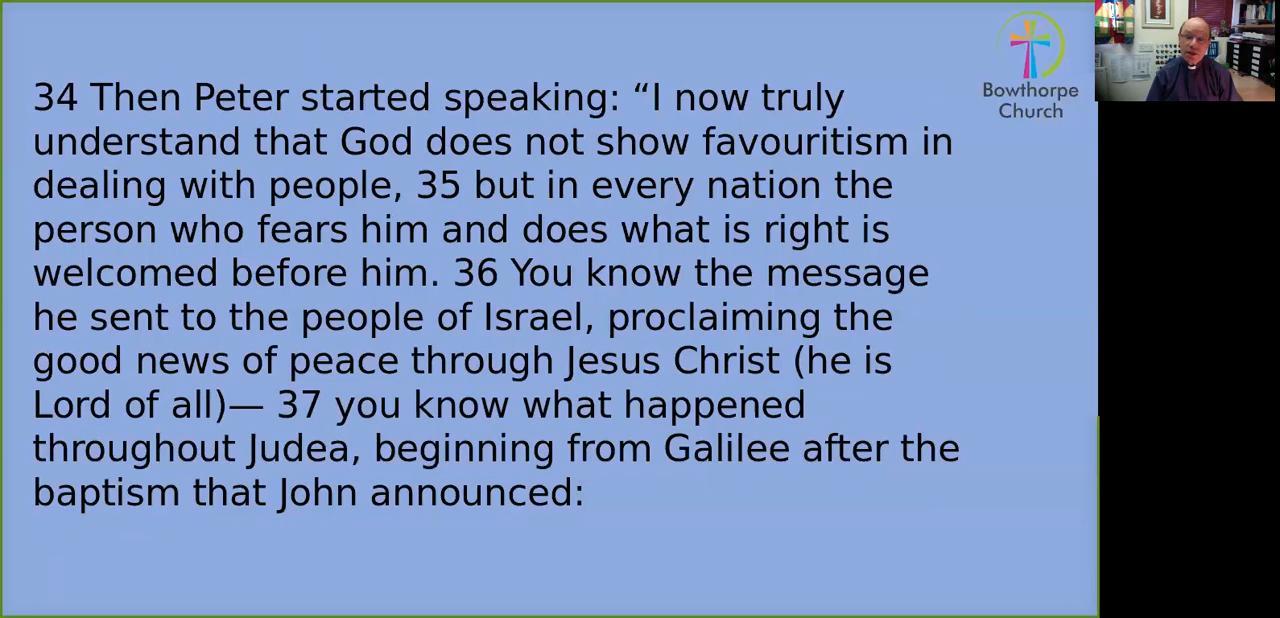 34 Then Peter started speaking: “I now truly
understand that God does not show favouritism in
dealing with people, 35 but in every nation the
person who fears him and does what is right is
welcomed before him. 36 You know the message
he sent to the people of Israel, proclaiming the
good news of peace through Jesus Christ (he is
Lord of all)— 37 you know what happened
throughout Judea, beginning from Galilee after the
baptism that John announced:
Bowthorpe
Church